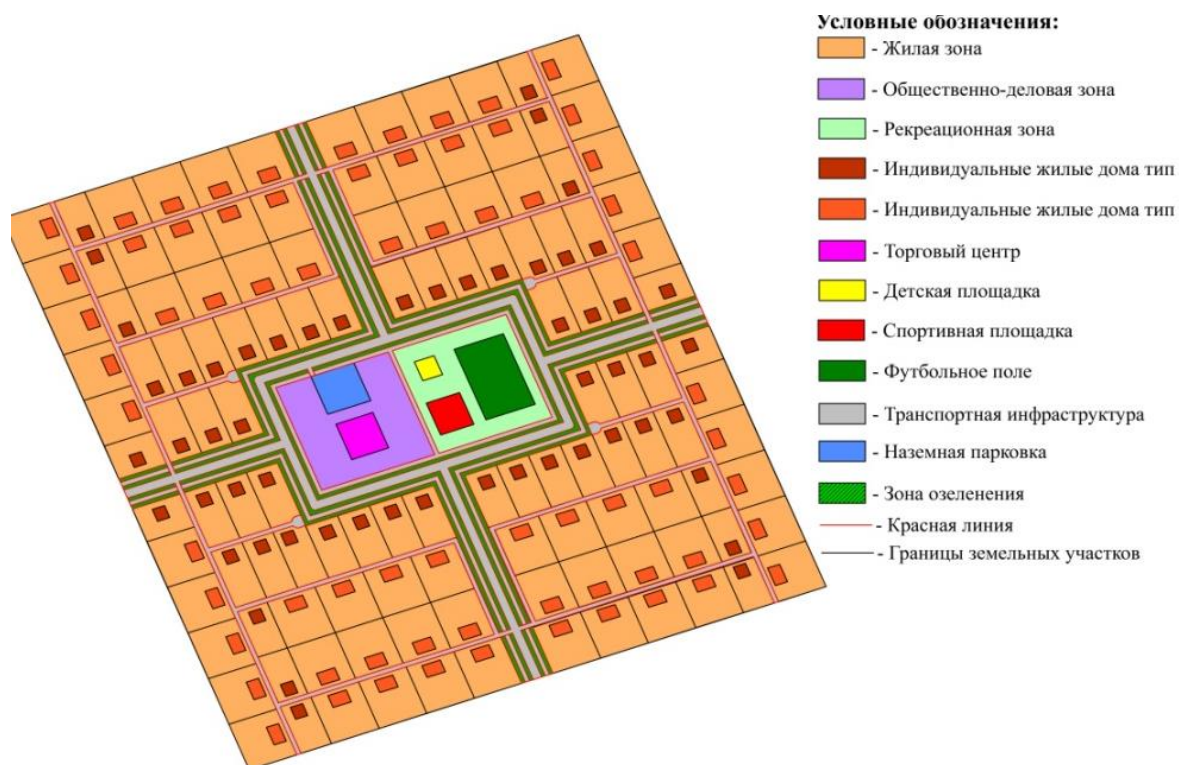 Условные обозначения:
- Жилая зона
- Общественно-деловая зона
- Рекреационная зона
- Индивидуальные жилые дома тип
- Индивидуальные жилые дома тип
- Торговый центр
- Детская площадка
- Спортивная площадка
- Футбольное поле
- Транспортная инфраструктура
- Наземная парковка
- Зона озеленения
- Красная линия
- Границы земельных участков